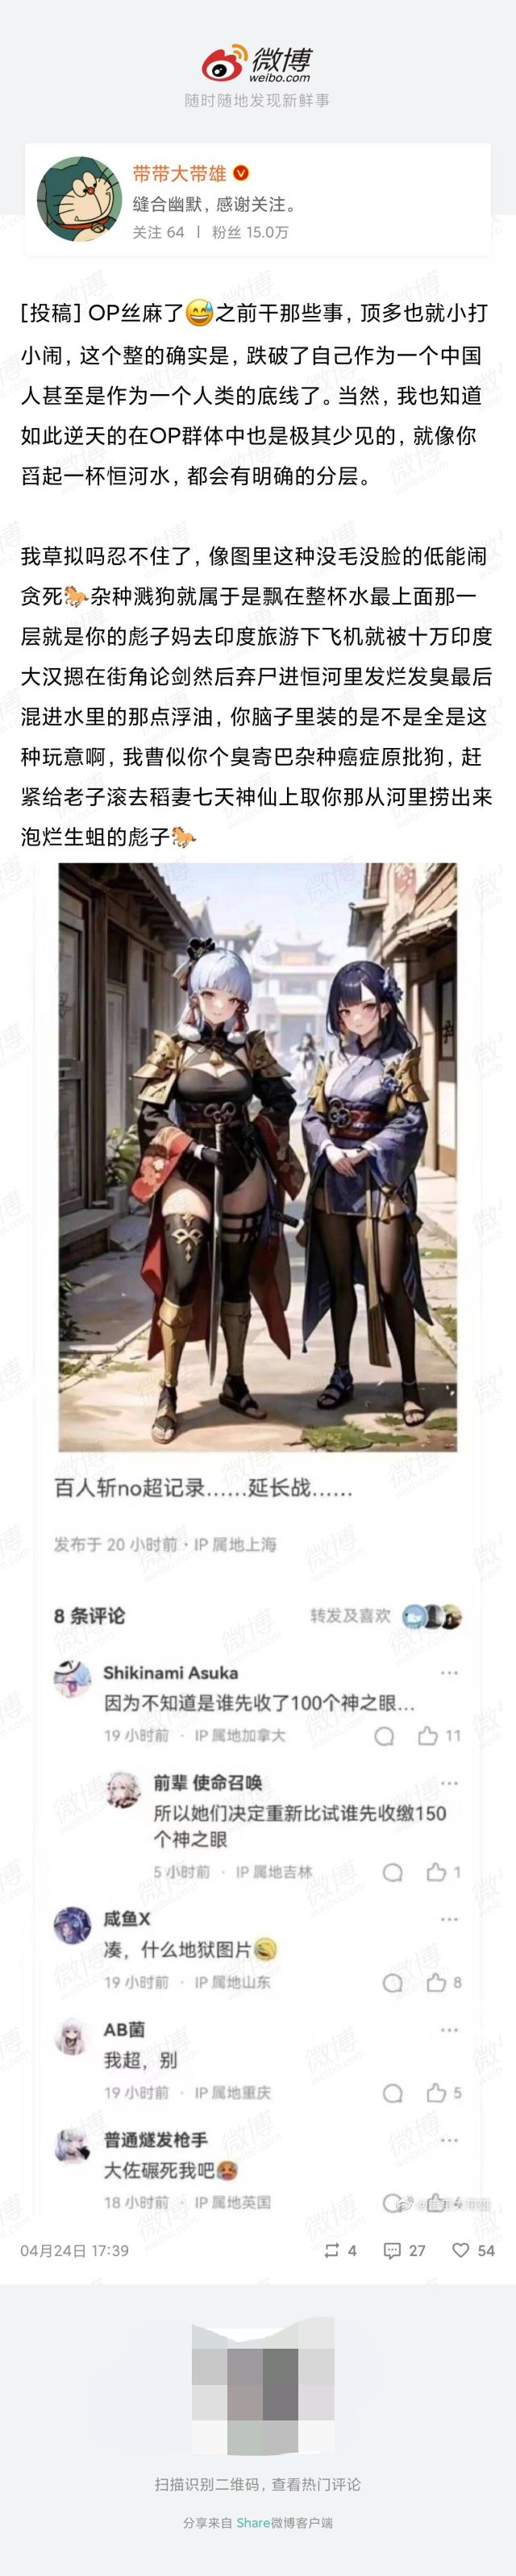 微博
weibo.com
随时随地发现新鲜事
带带大带雄
缝合幽默，感谢关注。
关注 64 | 粉丝 15.0万
[投稿] OP丝麻了😅之前干那些事，顶多也就小打
小闹，这个整的确实是，跌破了自己作为一个中国
人甚至是作为一个人类的底线了。当然，我也知道
如此逆天的在OP群体中也是极其少见的，就像你
舀起一杯恒河水，都会有明确的分层。
我草拟吗忍不住了，像图里这种没毛没脸的低能闹
贪死🐎杂种溅狗就属于是飘在整杯水最上面那一
层就是你的彪子妈去印度旅游下飞机就被十万印度
大汉摁在街角论剑然后弃尸进恒河里发烂发臭最后
混进水里的那点浮油，你脑子里装的是不是全是这
种玩意啊，我曹似你个臭寄巴杂种癌症原批狗，赶
紧给老子滚去稻妻七天神仙上取你那从河里捞出来
泡烂生蛆的彪子🐎
百人斩no超记录……延长战……
发布于 20 小时前 · IP 属地上海
8 条评论
转发及喜欢
Shikinami Asuka
因为不知道是谁先收了100个神之眼...
19 小时前 · IP 属地加拿大
11
前辈 使命召唤
所以她们决定重新比试谁先收缴150
个神之眼
5 小时前 · IP 属地吉林
1
咸鱼X
凑，什么地狱图片
19 小时前 · IP 属地山东
8
AB菌
我超，别
19 小时前 · IP 属地重庆
5
普通燧发枪手
大佐碾死我吧🥵
18 小时前 · IP 属地英国
04月24日 17:39
4
27
54
扫描识别二维码，查看热门评论
分享来自 Share微博客户端